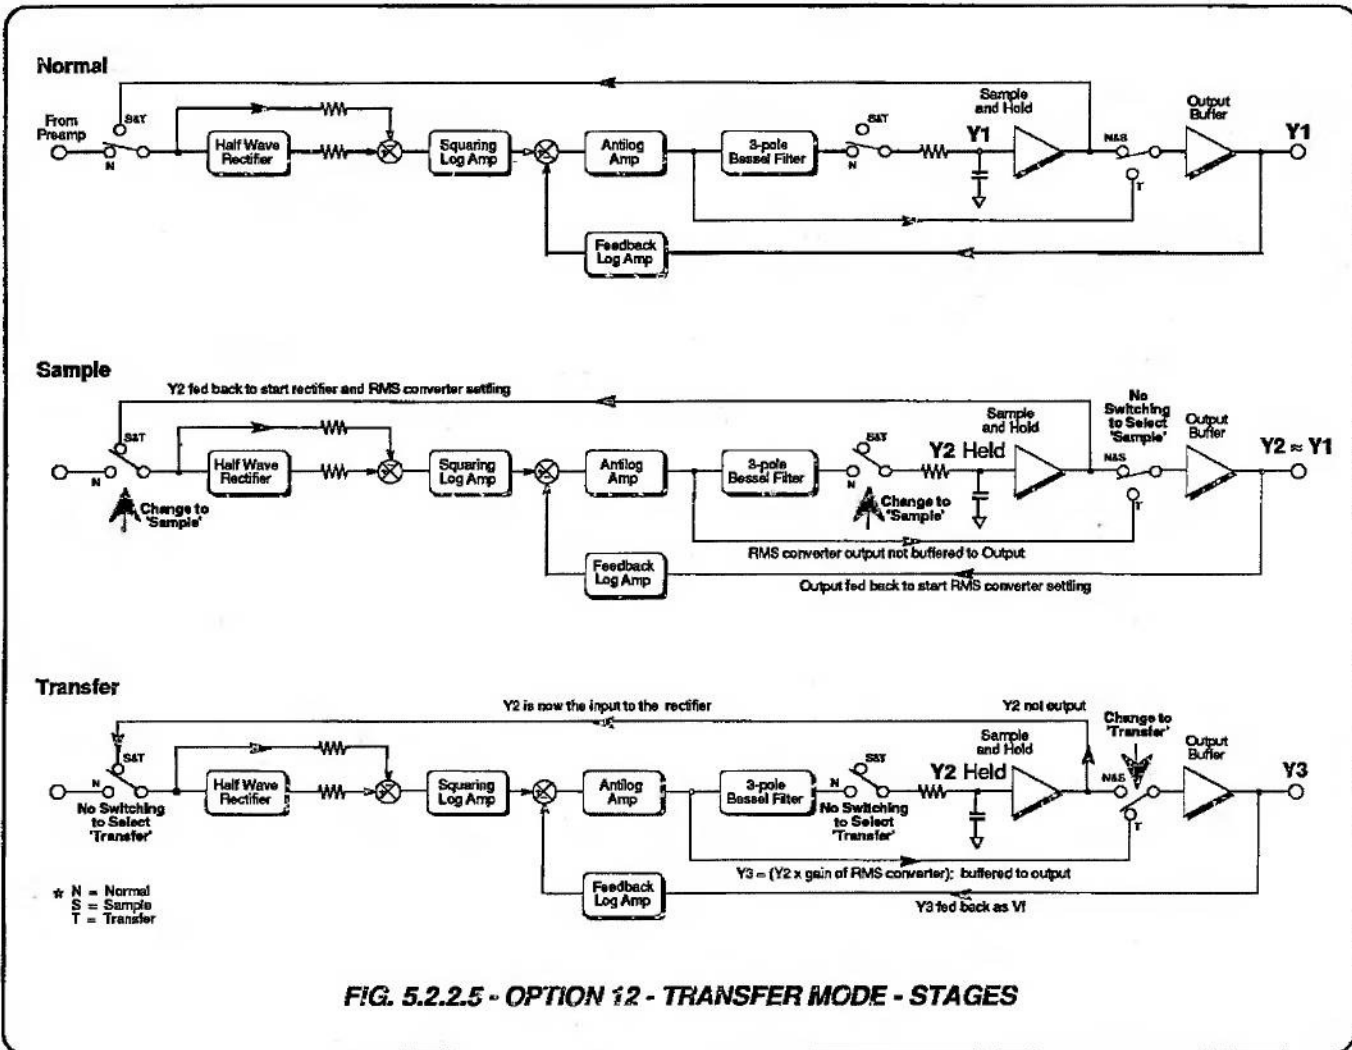 Normal
From
Preamp
S&T
N
Half Wave
Rectifier
Squaring
Log Amp
Antilog
Amp
3-pole
Bessel Filter
S&T
N
Y1
Sample
and Hold
N&S
T
Output
Buffer
Y1
Feedback
Log Amp
Sample
Y2 fed back to start rectifier and RMS converter settling
S&T
N
Change to
'Sample'
Half Wave
Rectifier
Squaring
Log Amp
Antilog
Amp
3-pole
Bessel Filter
S&T
N
Change to
'Sample'
Y2 Held
Sample
and Hold
No
Switching
to Select
'Sample'
N&S
T
Output
Buffer
Y2 ≈ Y1
RMS converter output not buffered to Output
Feedback
Log Amp
Output fed back to start RMS converter settling
Transfer
Y2 is now the input to the rectifier
Y2 not output
S&T
N
No Switching
to Select
'Transfer'
Half Wave
Rectifier
Squaring
Log Amp
Antilog
Amp
3-pole
Bessel Filter
S&T
N
No Switching
to Select
'Transfer'
Y2 Held
Sample
and Hold
Change to
'Transfer'
N&S
T
Output
Buffer
Y3
Y3 = (Y2 x gain of RMS converter); buffered to output
Feedback
Log Amp
Y3 fed back as Vf
* N = Normal
S = Sample
T = Transfer
FIG. 5.2.2.5 - OPTION 12 - TRANSFER MODE - STAGES